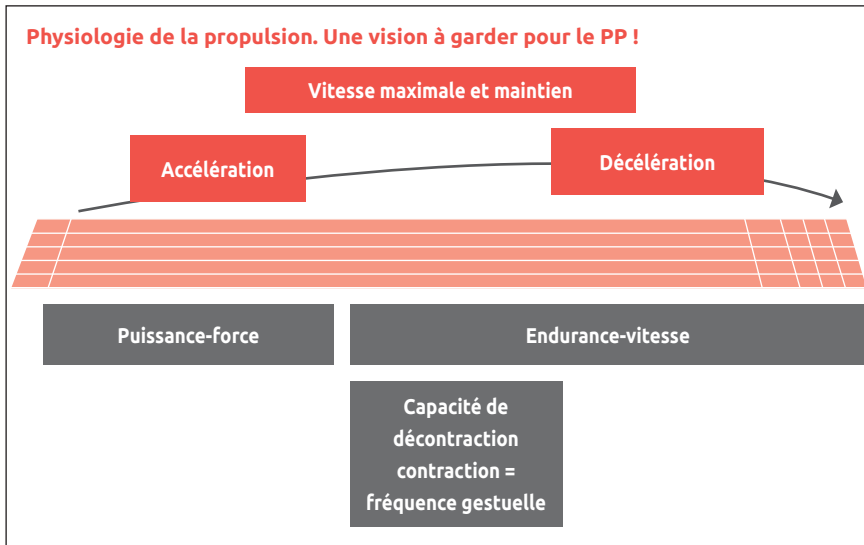 Physiologie de la propulsion. Une vision à garder pour le PP !
Vitesse maximale et maintien
Accélération
Décélération
Puissance-force
Endurance-vitesse
Capacité de
décontraction
contraction =
fréquence gestuelle